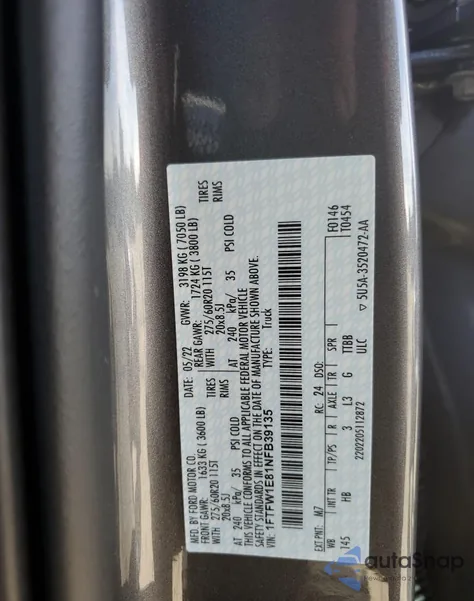 MFD. BY FORD MOTOR CO.
DATE: 05/22 GVWR: 3198 KG ( 7050 LB)
FRONT GAWR: 1633 KG ( 3600 LB) REAR GAWR: 1724 KG ( 3800 LB)
WITH 275/60R20 115T TIRES WITH 275/60R20 115T TIRES
20x8.5J RIMS 20x8.5J RIMS
AT 240 kPa/ 35 PSI COLD AT 240 kPa/ 35 PSI COLD
THIS VEHICLE CONFORMS TO ALL APPLICABLE FEDERAL MOTOR VEHICLE
SAFETY STANDARDS IN EFFECT ON THE DATE OF MANUFACTURE SHOWN ABOVE.
VIN: 1FTFW1E81NFB39135 TYPE: Truck
EXT PNT: M7 RC: 24 DSO: F0146
T0454
WB INT TR TP/PS R AXLE TR SPR
145 HB 3 L3 G TTBB
2202205112872 ULC ▽ 5U5A-3520472-AA
autoSnap